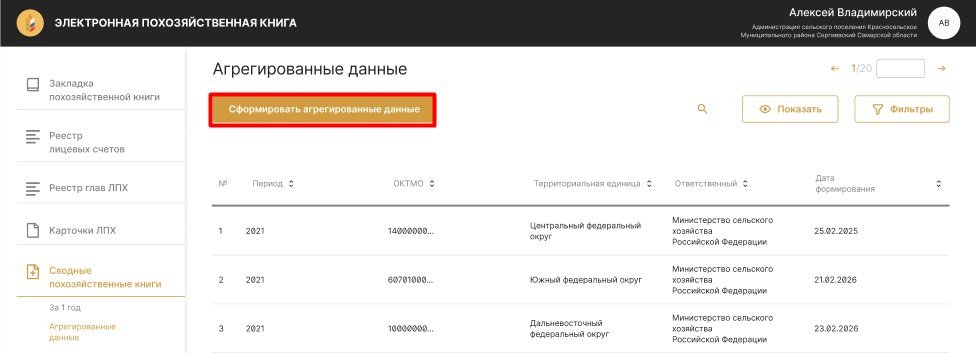 ЭЛЕКТРОННАЯ ПОХОЗЯЙСТВЕННАЯ КНИГА
Алексей Владимирский
Администрация сельского поселения Красносельское
Муниципального района Сергиевский Самарской области
АВ
Закладка
похозяйственной книги
Реестр
лицевых счетов
Реестр глав ЛПХ
Карточки ЛПХ
Сводные
похозяйственные книги
За 1 год
Агрегированные
данные
Агрегированные данные
← 1/20 →
Сформировать агрегированные данные
Показать
Фильтры
№ Период ОКТМО Территориальная единица Ответственный Дата
формирования
1 2021 14000000... Центральный федеральный
округ
Министерство сельского
хозяйства
Российской Федерации
25.02.2025
2 2021 60701000... Южный федеральный округ
Министерство сельского
хозяйства
Российской Федерации
21.02.2026
3 2021 10000000... Дальневосточный
федеральный округ
Министерство сельского
хозяйства
Российской Федерации
23.02.2026